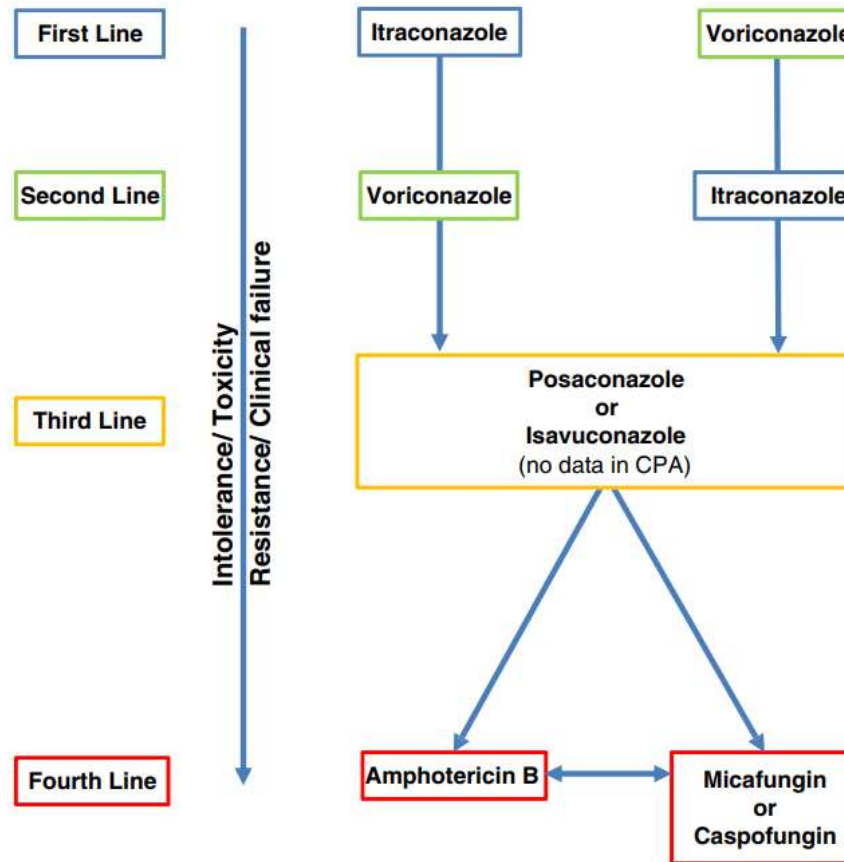 First Line
Itraconazole
Voriconazole
Second Line
Voriconazole
Itraconazole
Intolerance/ Toxicity
Resistance/ Clinical failure
Third Line
Posaconazole
or
Isavuconazole
(no data in CPA)
Fourth Line
Amphotericin B
Micafungin
or
Caspofungin